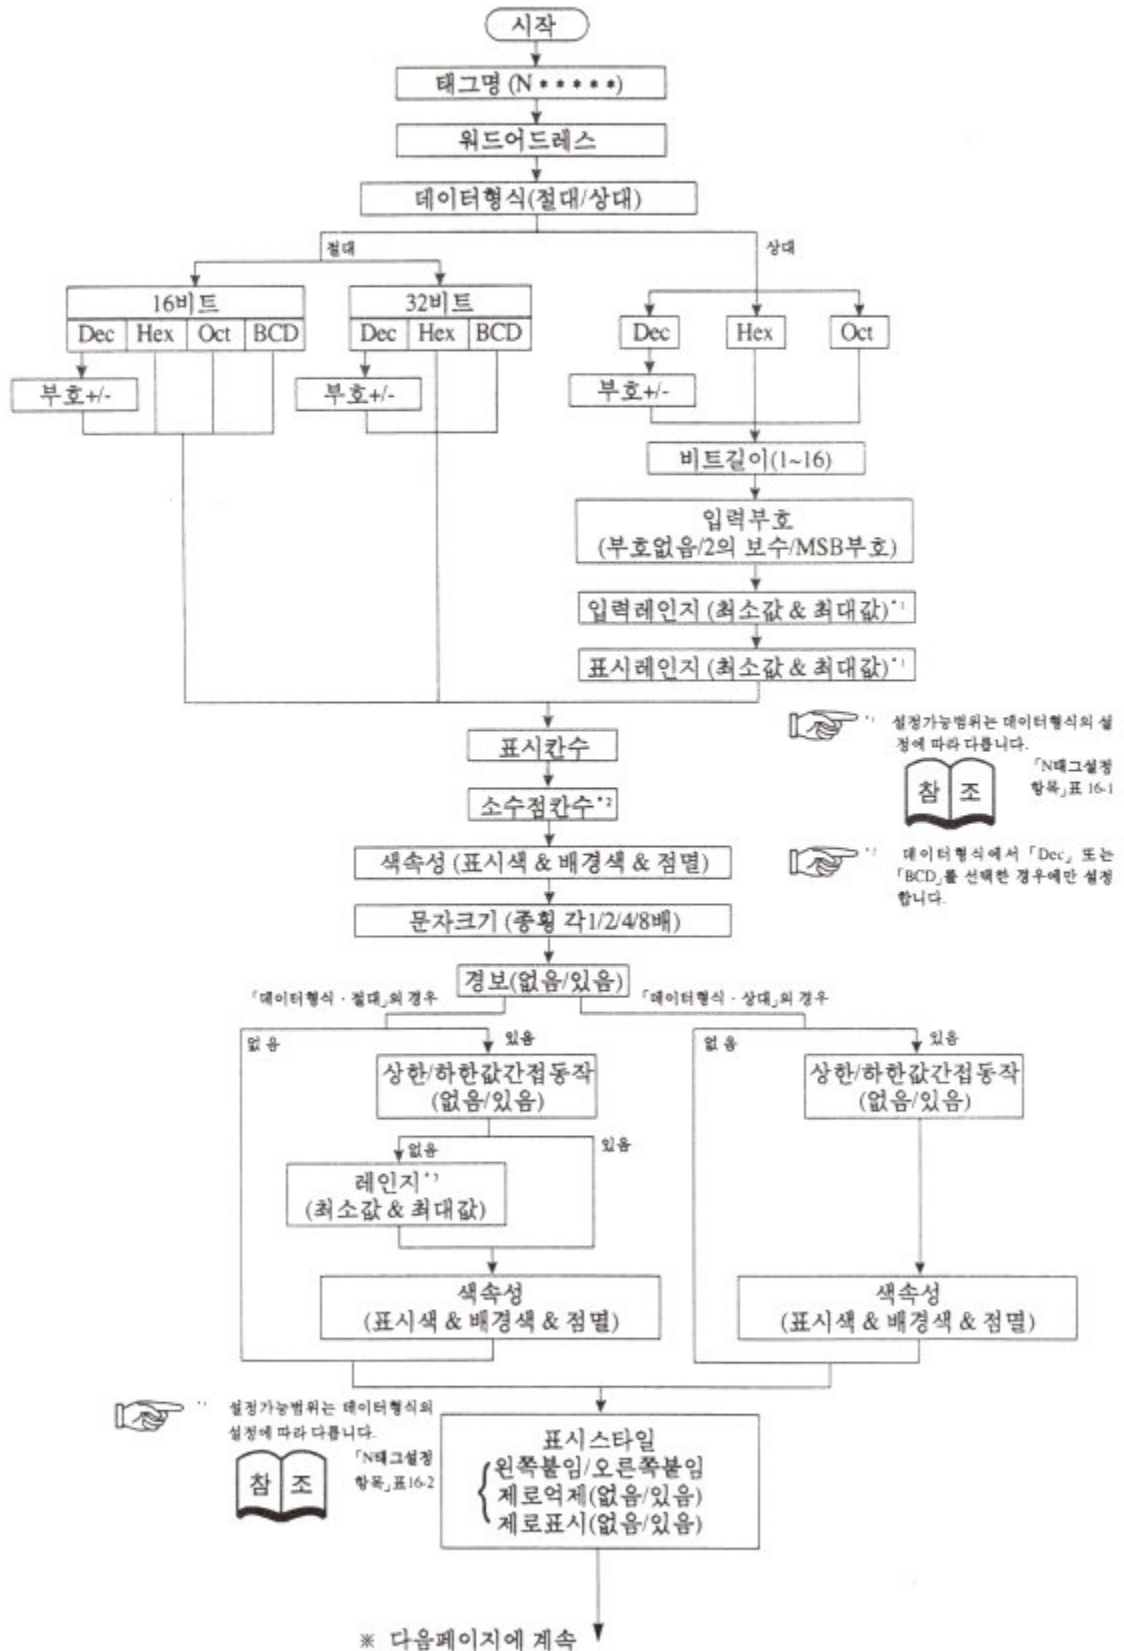 시작
태그명 (N * * * * *)
워드어드레스
데이터형식(절대/상대)
절대
상대
16비트
Dec Hex Oct BCD
부호+/-
32비트
Dec Hex BCD
부호+/-
Dec Hex Oct
부호+/-
비트길이(1~16)
입력부호
(부호없음/2의 보수/MSB부호)
입력레인지 (최소값 & 최대값)*1
표시레인지 (최소값 & 최대값)*1
*1 설정가능범위는 데이터형식의 설
정에 따라 다릅니다.
참 조
「N태그설정
항목」표 16-1
표시칸수
소수점칸수*2
데이터형식에서 「Dec」 또는
「BCD」를 선택한 경우에만 설정
합니다.
색속성 (표시색 & 배경색 & 점멸)
문자크기 (종횡 각1/2/4/8배)
경보(없음/있음)
「데이터형식 · 절대」의 경우
「데이터형식 · 상대」의 경우
없음
있음
상한/하한값간접동작
(없음/있음)
없음
있음
레인지
(최소값 & 최대값)
색속성
(표시색 & 배경색 & 점멸)
없음
있음
상한/하한값간접동작
(없음/있음)
색속성
(표시색 & 배경색 & 점멸)
설정가능범위는 데이터형식의
설정에 따라 다릅니다.
참 조
「N태그설정
항목」표16-2
표시스타일
왼쪽붙임/오른쪽붙임
제로억제(없음/있음)
제로표시(없음/있음)
※ 다음페이지에 계속